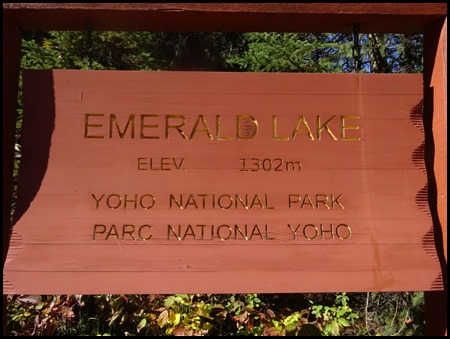 EMERALD LAKE
ELEV. 1302m
YOHO NATIONAL PARK
PARC NATIONAL YOHO